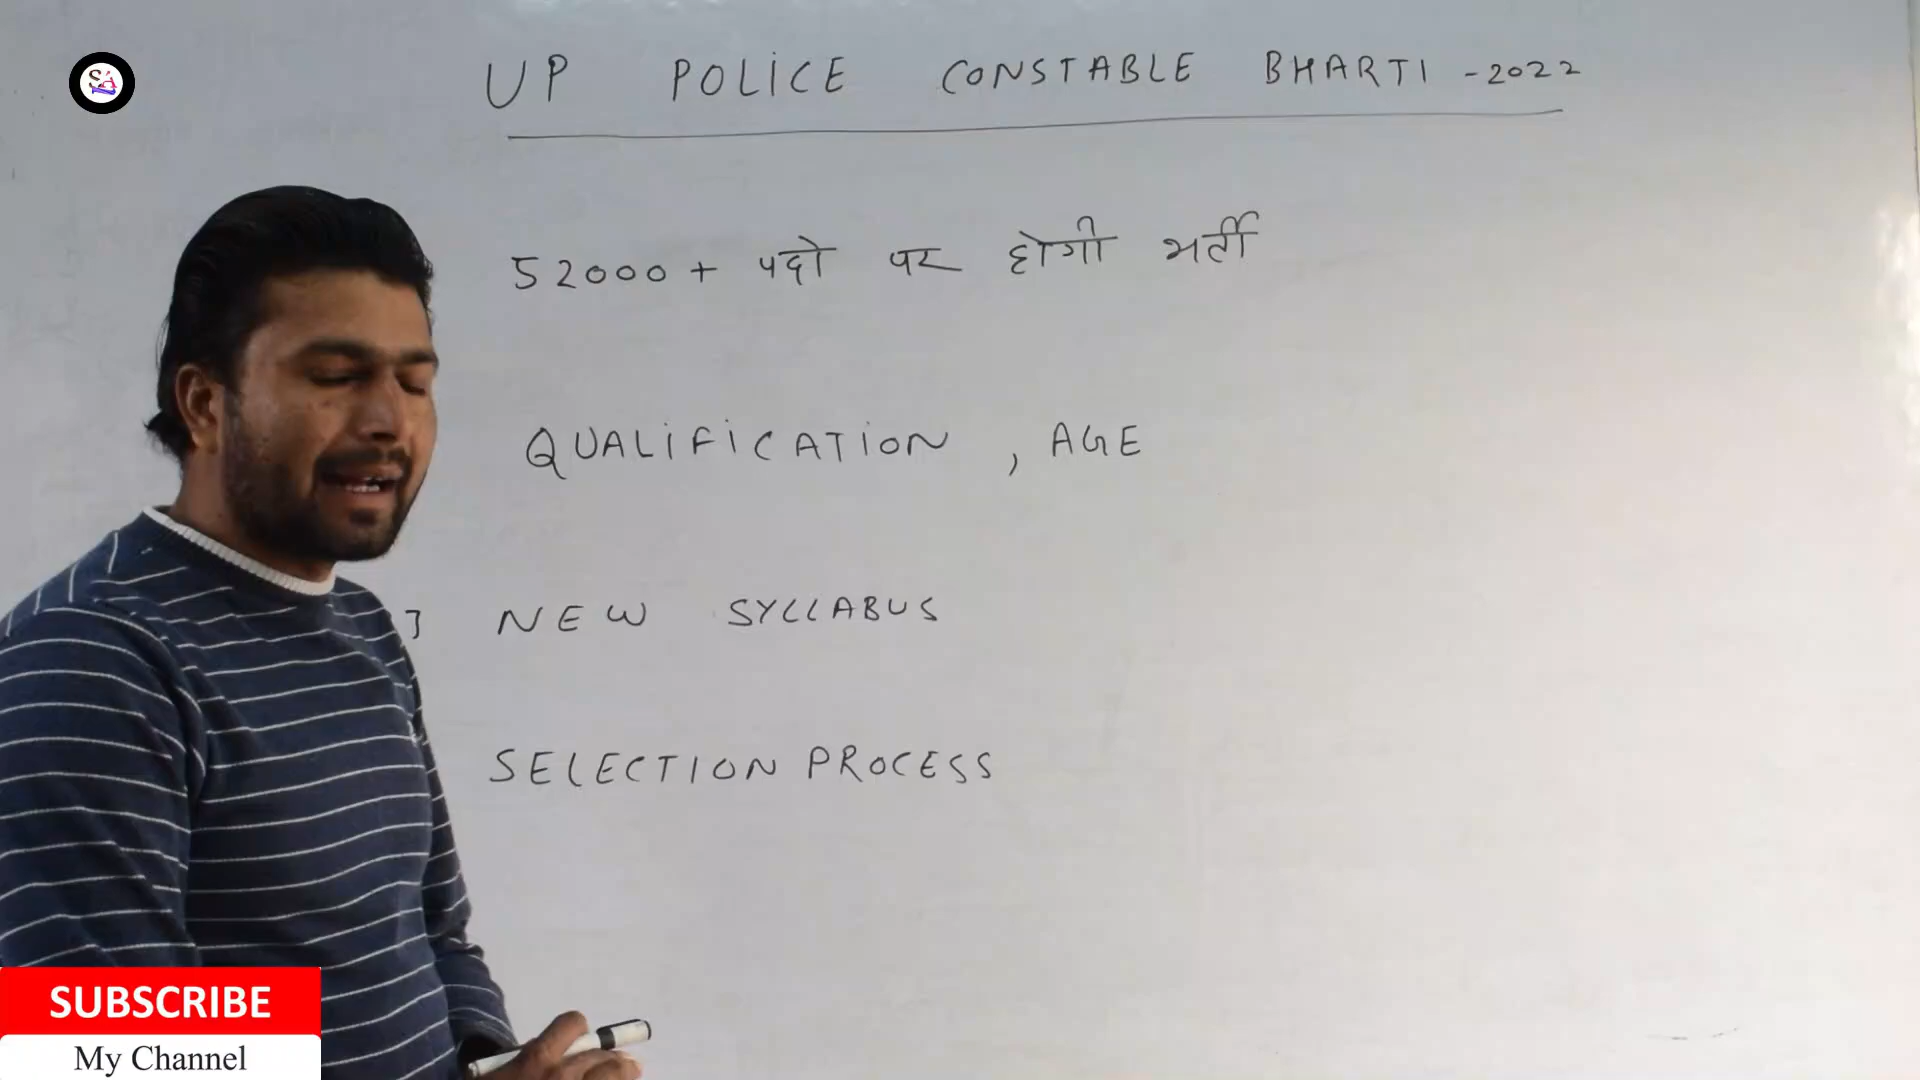 UP POLICE CONSTABLE BHARTI - 2022
52000+ पदो पर होगी भर्ती
QUALIFICATION, AGE
NEW SYLLABUS
SELECTION PROCESS
SUBSCRIBE
My Channel